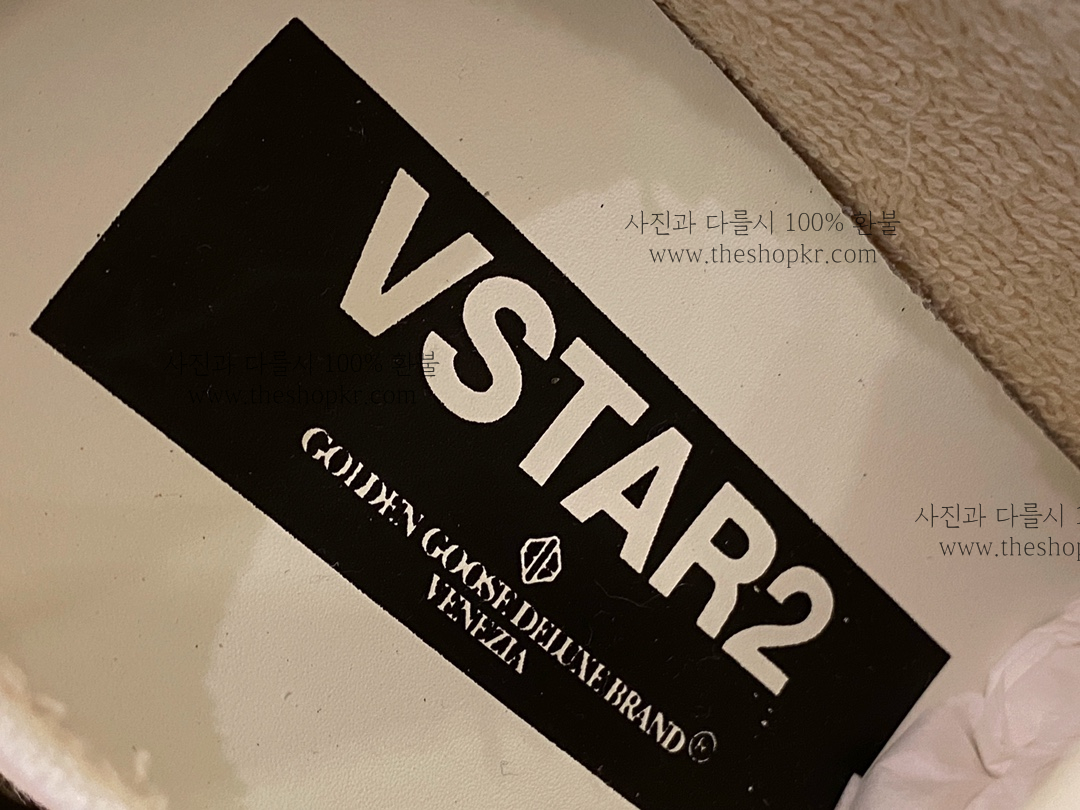 VSTAR2
GOLDEN GOOSE DELUXE BRAND
VENEZIA
사진과 다를시 100% 환불
www.theshopkr.com
사진과 다를시 100% 환불
www.theshopkr.com
사진과 다를시
www.theshop